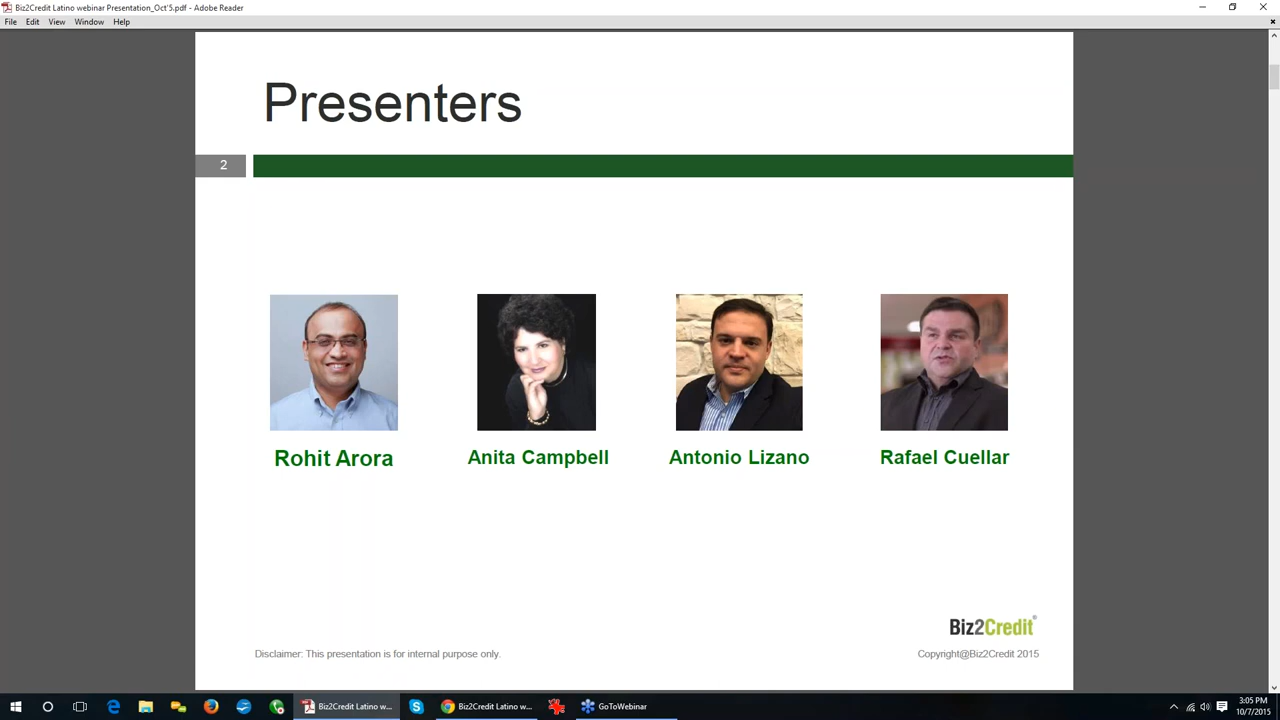 Biz2Credit Latino webinar Presentation_Oct'5.pdf - Adobe Reader
File Edit View Window Help
Presenters
2
Rohit Arora Anita Campbell Antonio Lizano Rafael Cuellar
Biz2Credit®
Disclaimer: This presentation is for internal purpose only. Copyright@Biz2Credit 2015
Biz2Credit Latino w... Biz2Credit Latino w... GoToWebinar
3:05 PM
10/7/2015